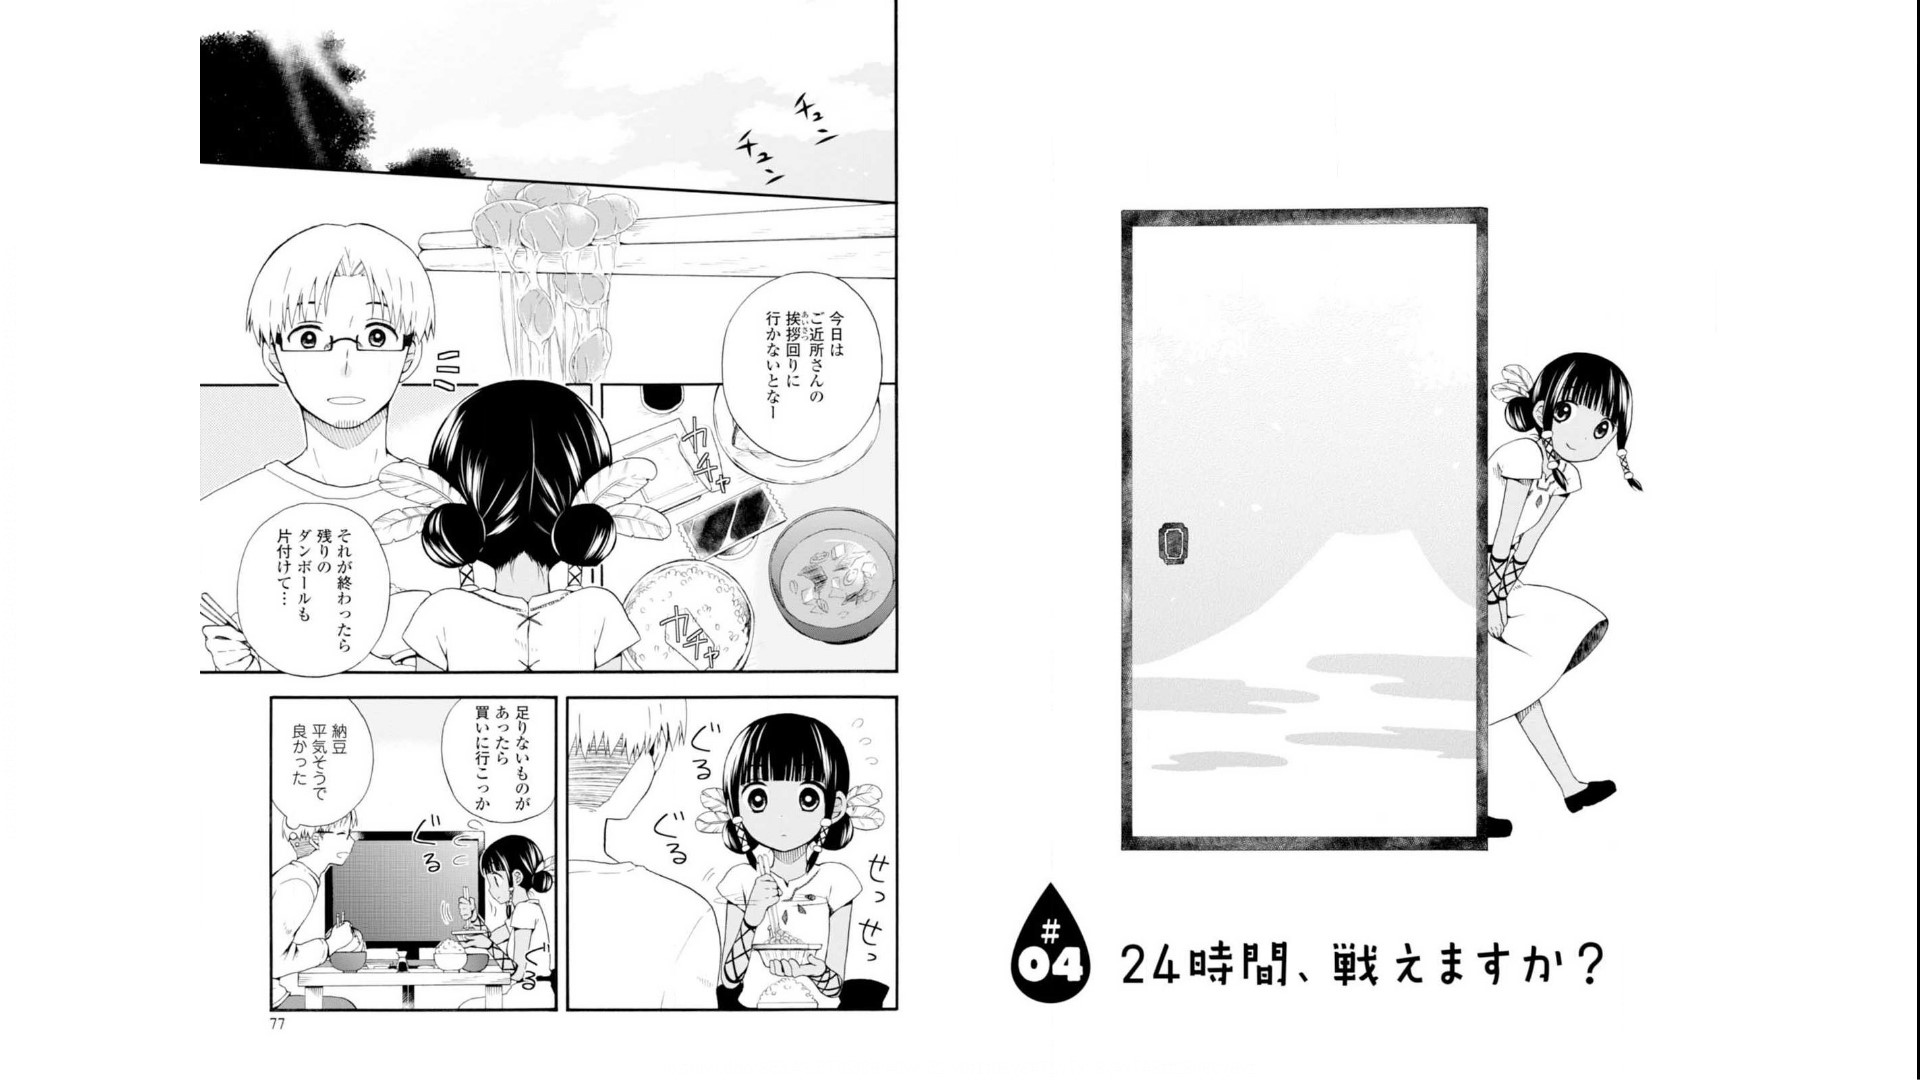 #04
24時間、戦えますか？
チュン
チュン
今日は
ご近所さんの
挨拶回りに
行かないとなー
あいさつ
カチャ
カチャ
それが終わったら
残りの
ダンボールも
片付けて…
ぐる
ぐる
せっ
せっ
足りないものが
あったら
買いに行こっか
納豆
平気そうで
良かった
ぐる
ぐる
77